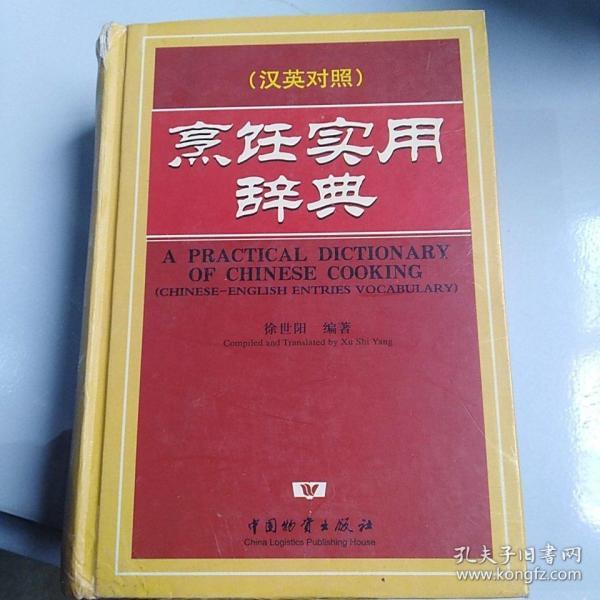 （汉英对照）
烹饪实用
辞典
A PRACTICAL DICTIONARY
OF CHINESE COOKING
(CHINESE-ENGLISH ENTRIES VOCABULARY)
徐世阳 编著
Compiled and Translated by Xu Shi Yang
中国物资出版社
China Logistics Publishing House
孔夫子旧书网
www.kongfz.com